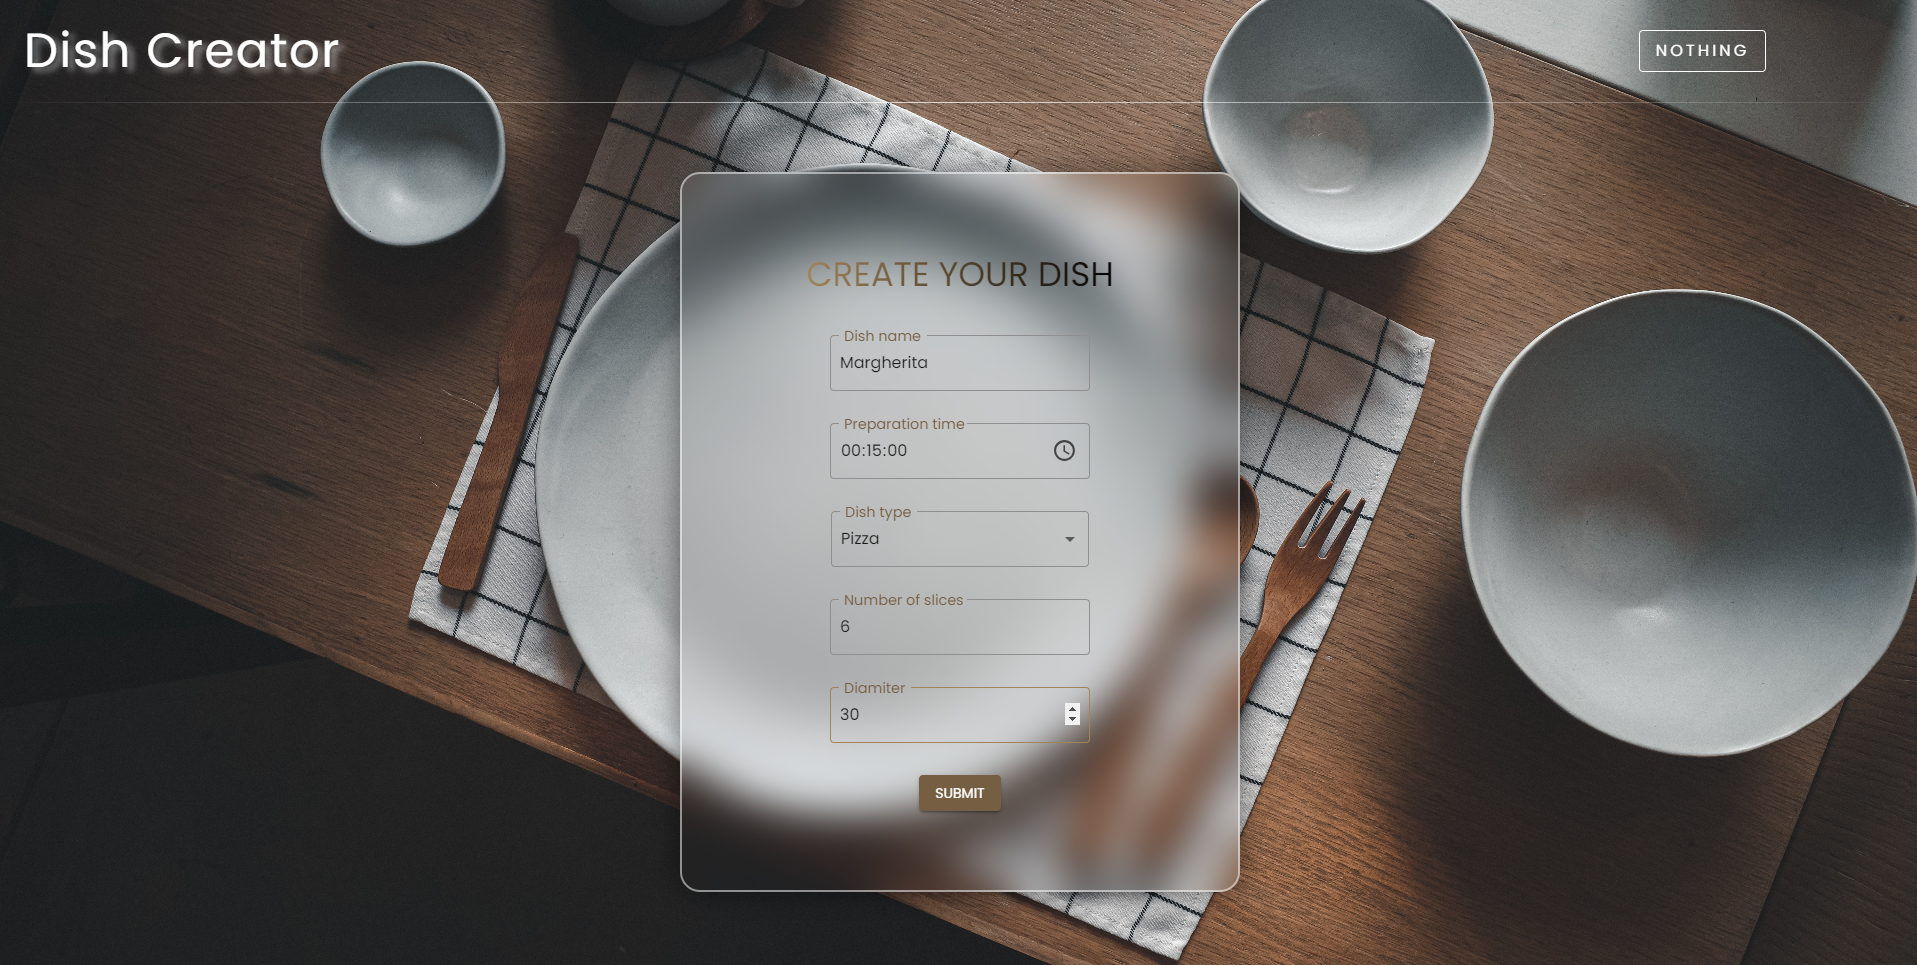 Dish Creator
NOTHING
CREATE YOUR DISH
Dish name
Margherita
Preparation time
00:15:00
Dish type
Pizza
Number of slices
6
Diamiter
30
SUBMIT